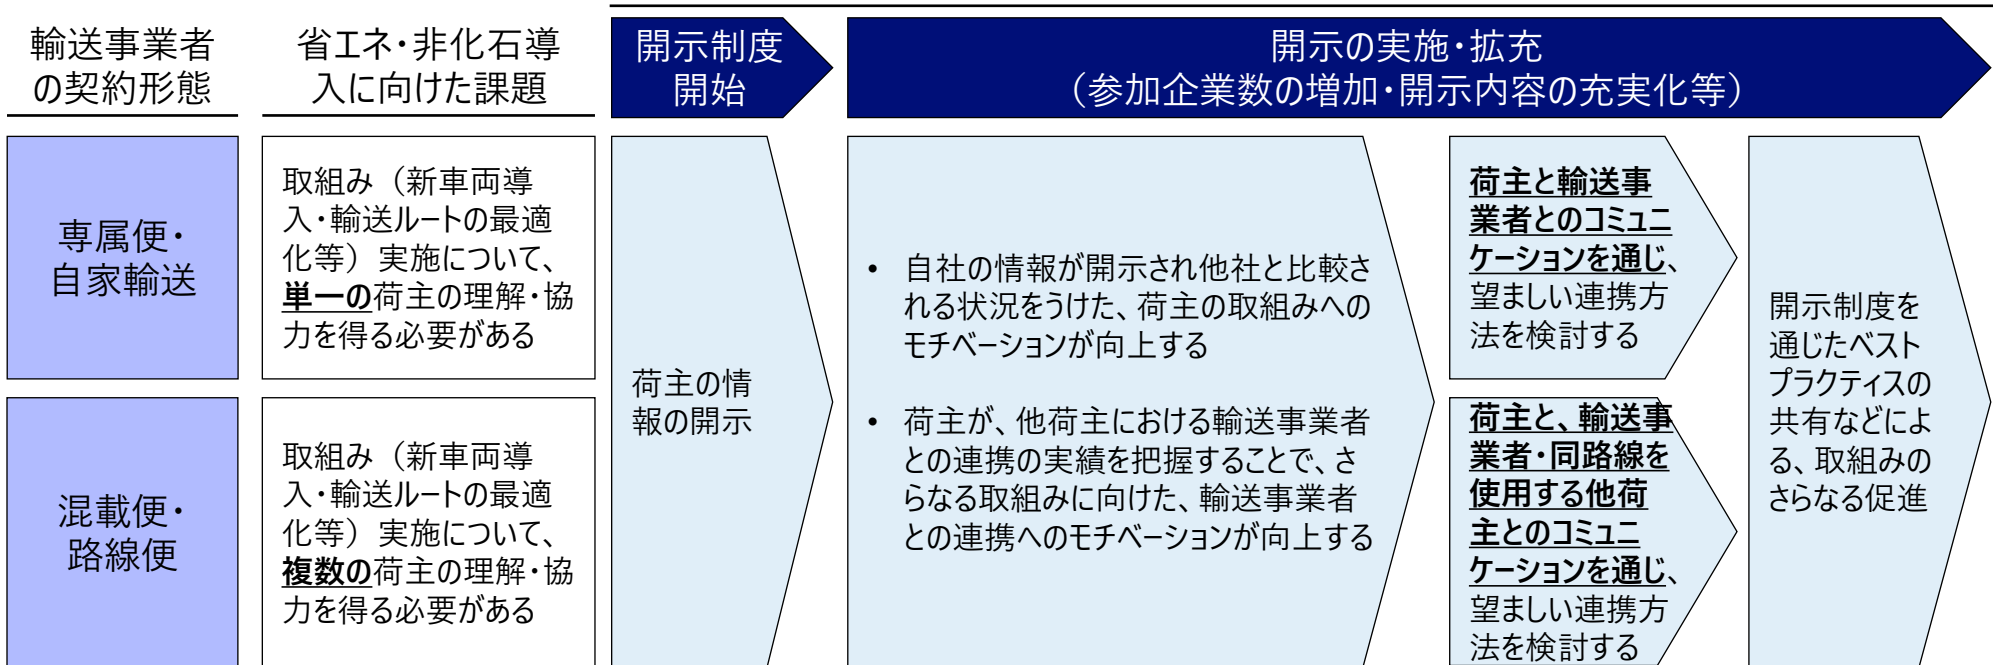 輸送事業者
の契約形態
省エネ・非化石導
入に向けた課題
開示制度
開始
開示の実施・拡充
（参加企業数の増加・開示内容の充実化等）
専属便・
自家輸送
取組み（新車両導
入・輸送ルートの最適
化等）実施について、
単一の荷主の理解・協
力を得る必要がある
混載便・
路線便
取組み（新車両導
入・輸送ルートの最適
化等）実施について、
複数の荷主の理解・協
力を得る必要がある
荷主の情
報の開示
• 自社の情報が開示され他社と比較さ
れる状況をうけた、荷主の取組みへの
モチベーションが向上する
• 荷主が、他荷主における輸送事業者
との連携の実績を把握することで、さ
らなる取組みに向けた、輸送事業者
との連携へのモチベーションが向上する
荷主と輸送事
業者とのコミュニ
ケーションを通じ、
望ましい連携方
法を検討する
荷主と、輸送事
業者・同路線を
使用する他荷
主とのコミュニ
ケーションを通じ、
望ましい連携方
法を検討する
開示制度を
通じたベスト
プラクティスの
共有などによ
る、取組みの
さらなる促進